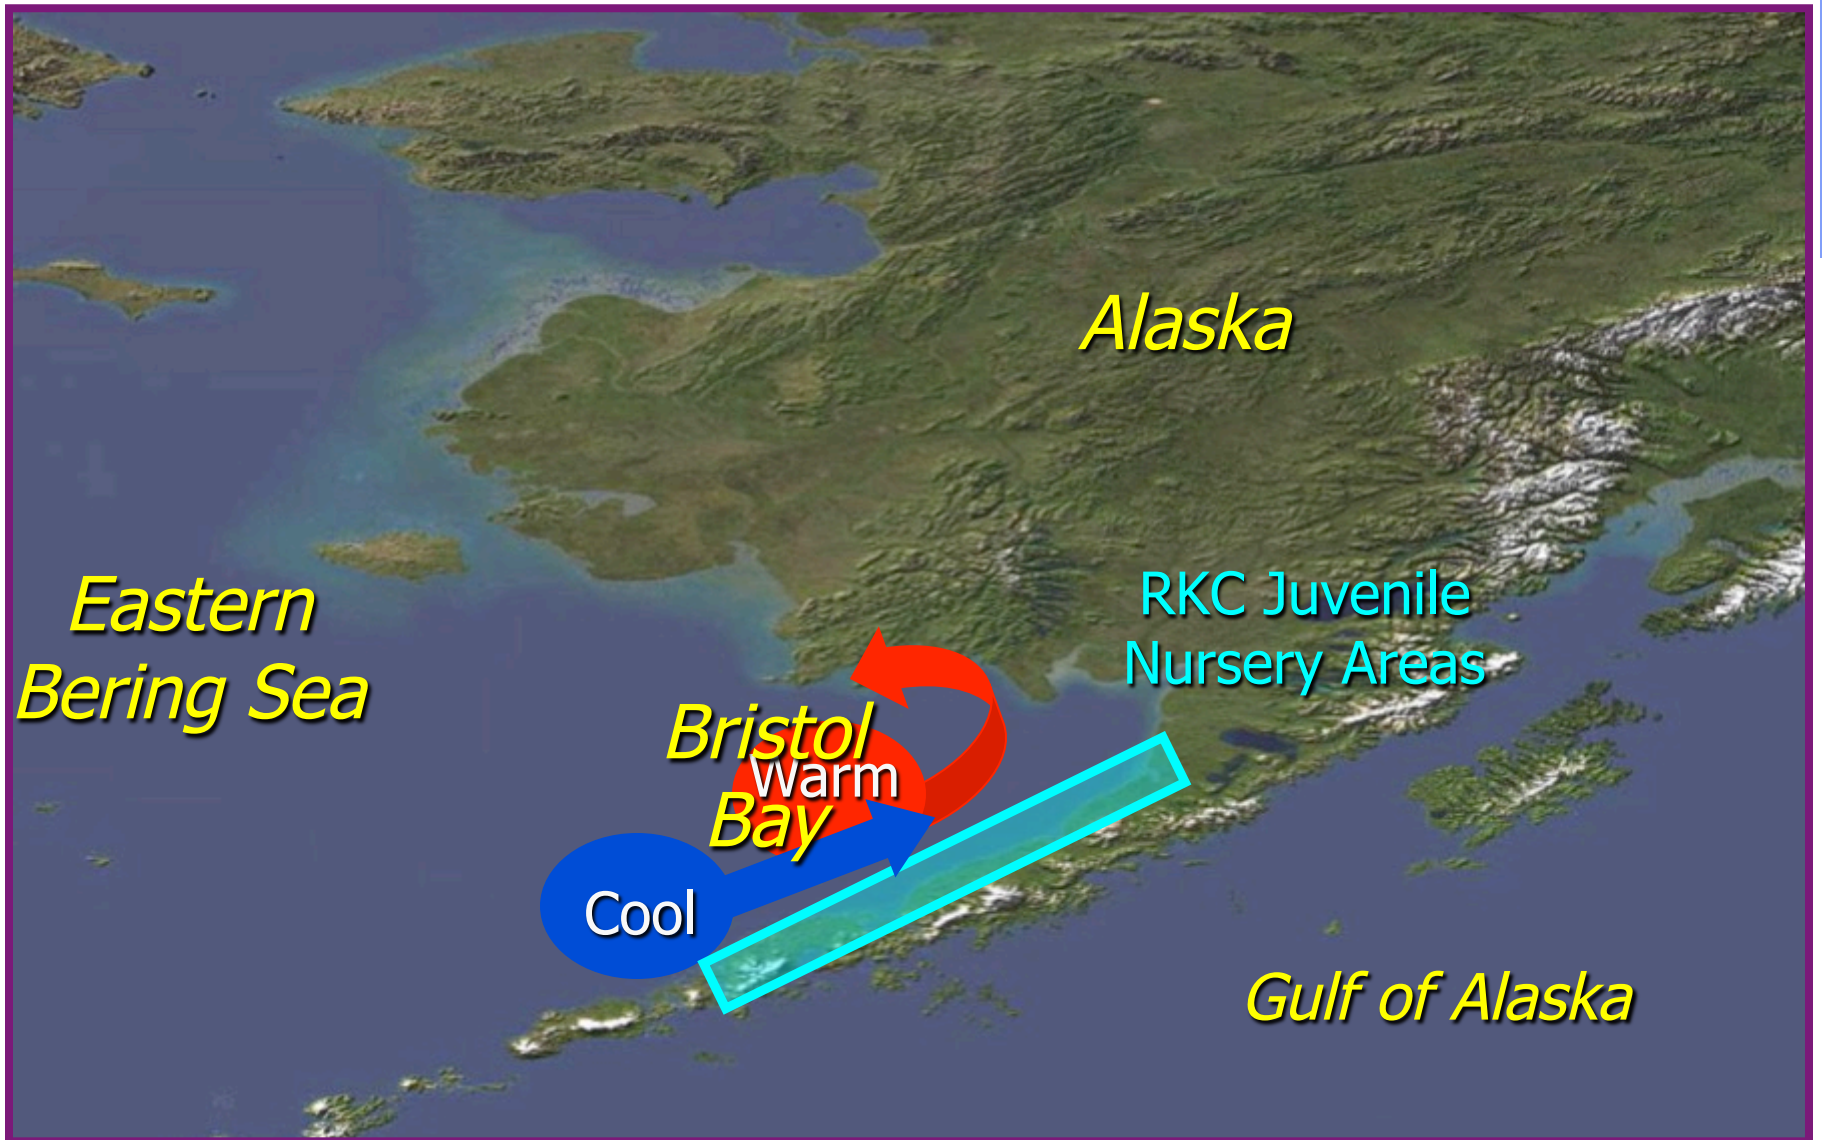 Alaska
Eastern
Bering Sea
RKC Juvenile
Nursery Areas
Bristol
Warm
Bay
Cool
Gulf of Alaska